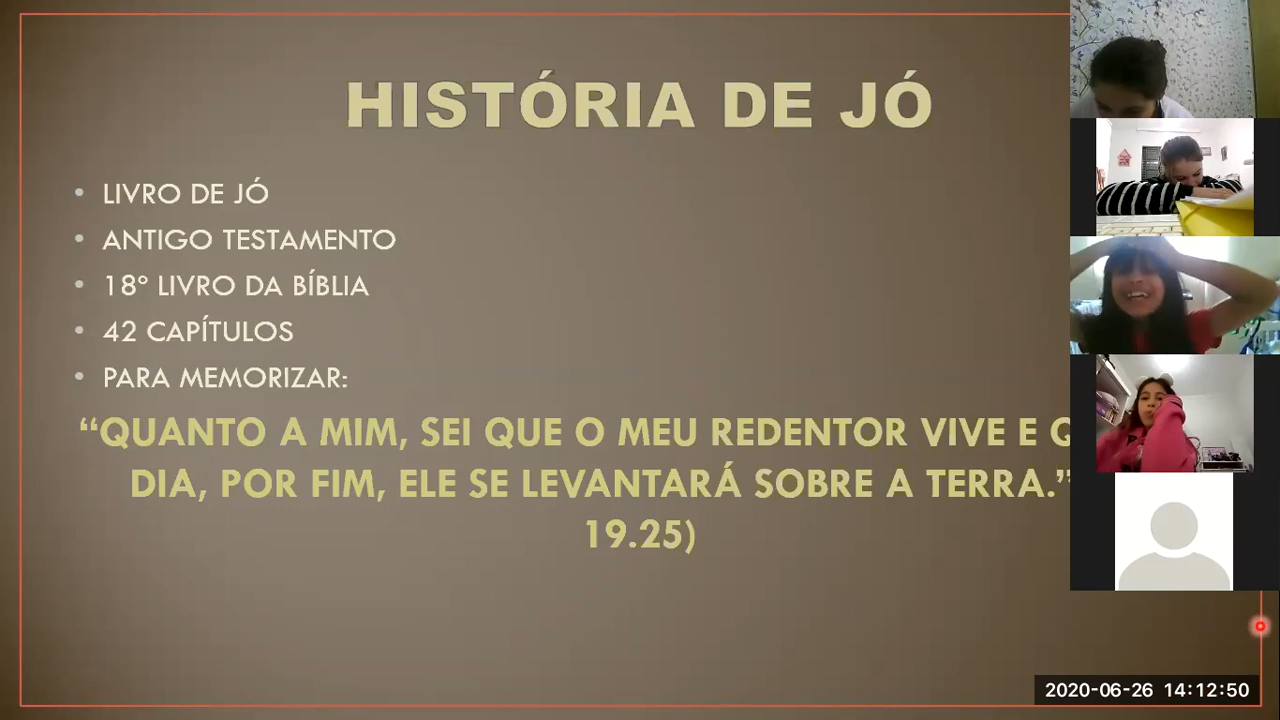 HISTÓRIA DE JÓ
• LIVRO DE JÓ
• ANTIGO TESTAMENTO
• 18º LIVRO DA BÍBLIA
• 42 CAPÍTULOS
• PARA MEMORIZAR:
“QUANTO A MIM, SEI QUE O MEU REDENTOR VIVE E
DIA, POR FIM, ELE SE LEVANTARÁ SOBRE A TERRA.”
19.25)
2020-06-26 14:12:50